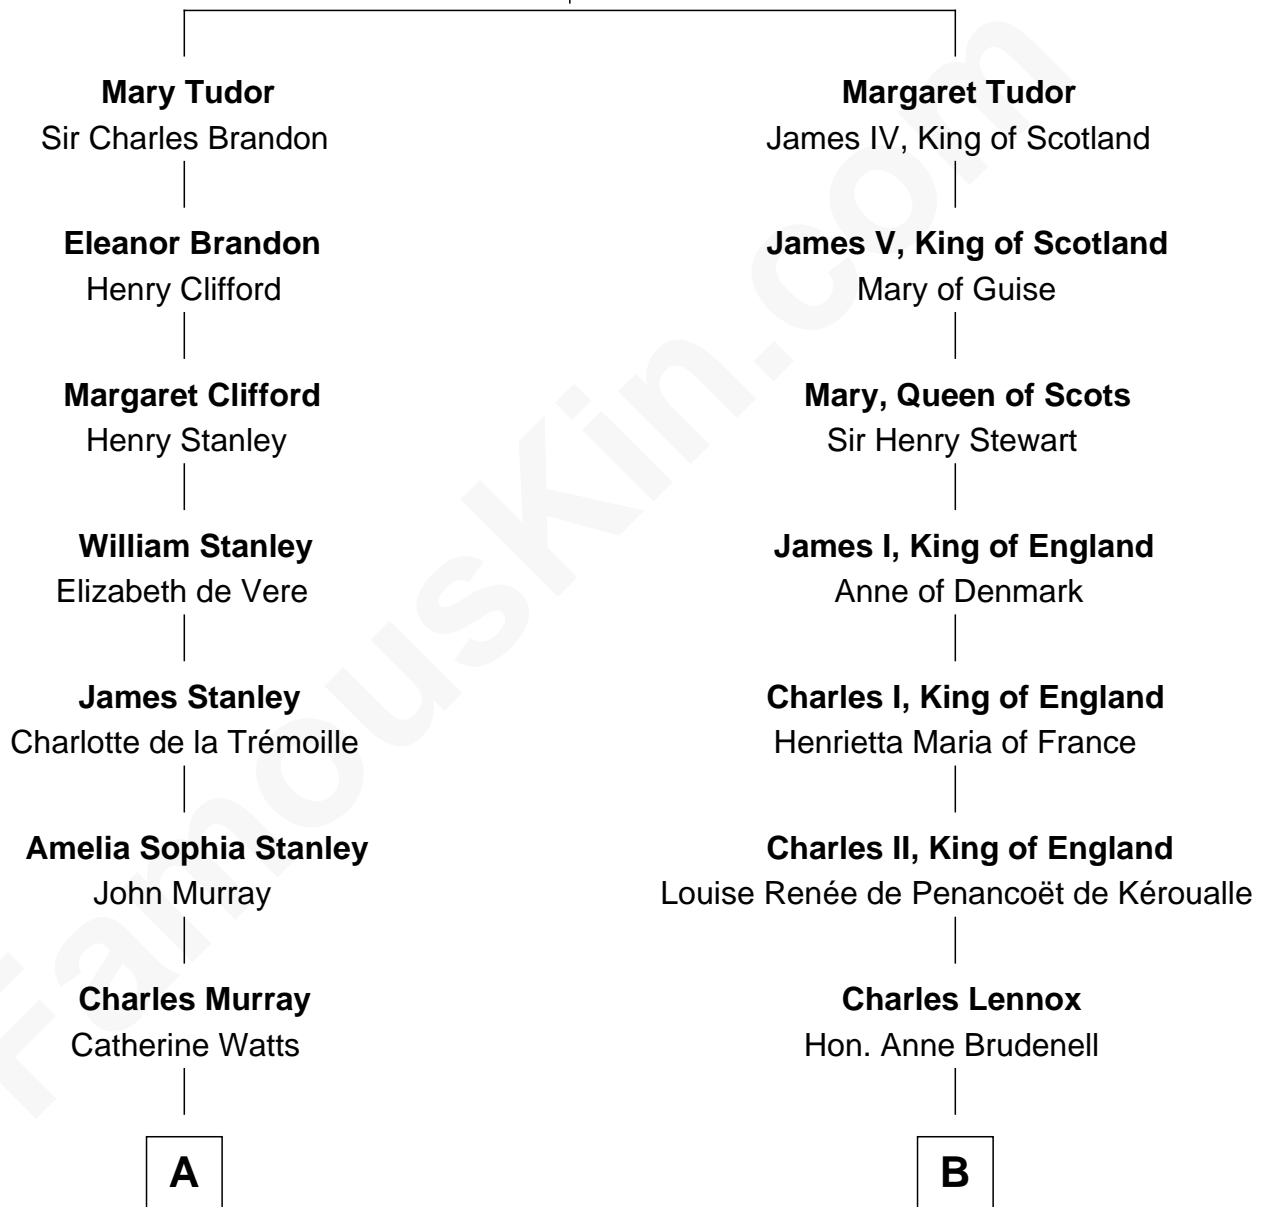 Mary Tudor
Sir Charles Brandon
Eleanor Brandon
Henry Clifford
Margaret Clifford
Henry Stanley
William Stanley
Elizabeth de Vere
James Stanley
Charlotte de la Trémoille
Amelia Sophia Stanley
John Murray
Charles Murray
Catherine Watts
A
Margaret Tudor
James IV, King of Scotland
James V, King of Scotland
Mary of Guise
Mary, Queen of Scots
Sir Henry Stewart
James I, King of England
Anne of Denmark
Charles I, King of England
Henrietta Maria of France
Charles II, King of England
Louise Renée de Penancoët de Kéroualle
Charles Lennox
Hon. Anne Brudenell
B
FamousKin.com